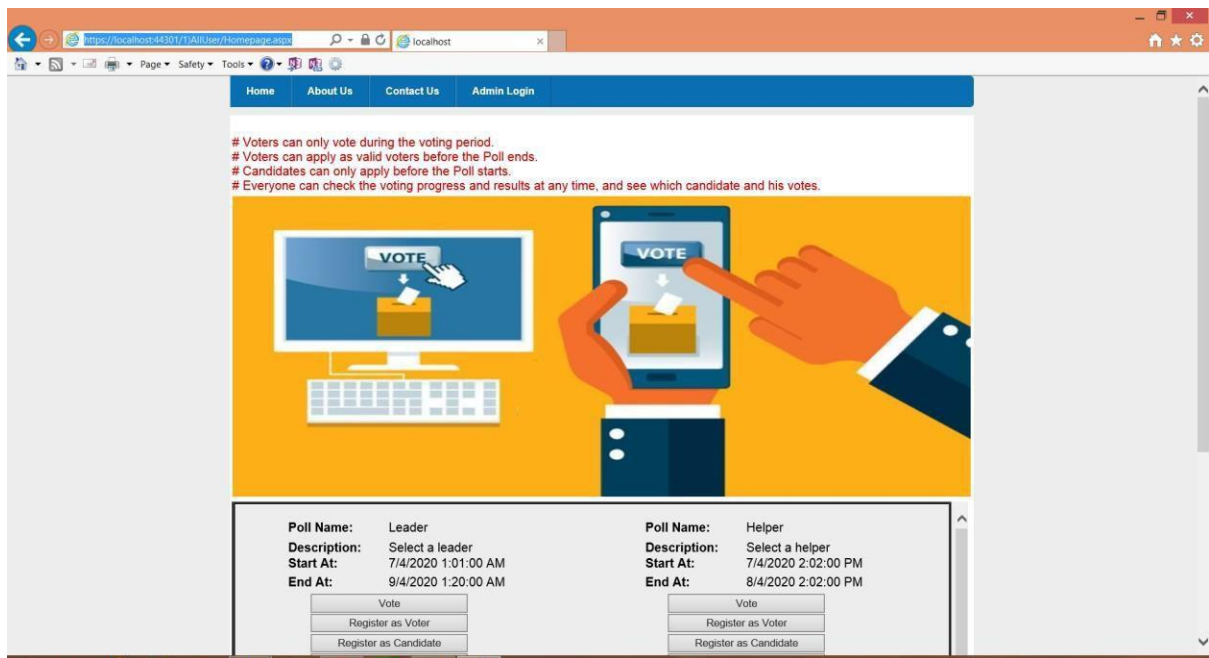 https://localhost:44301/1)AllUser/Homepage.aspx
localhost
Page Safety Tools
Home About Us Contact Us Admin Login
# Voters can only vote during the voting period.
# Voters can apply as valid voters before the Poll ends.
# Candidates can only apply before the Poll starts.
# Everyone can check the voting progress and results at any time, and see which candidate and his votes.
VOTE
VOTE
Poll Name: Leader
Description: Select a leader
Start At: 7/4/2020 1:01:00 AM
End At: 9/4/2020 1:20:00 AM
Vote
Register as Voter
Register as Candidate
Poll Name: Helper
Description: Select a helper
Start At: 7/4/2020 2:02:00 PM
End At: 8/4/2020 2:02:00 PM
Vote
Register as Voter
Register as Candidate